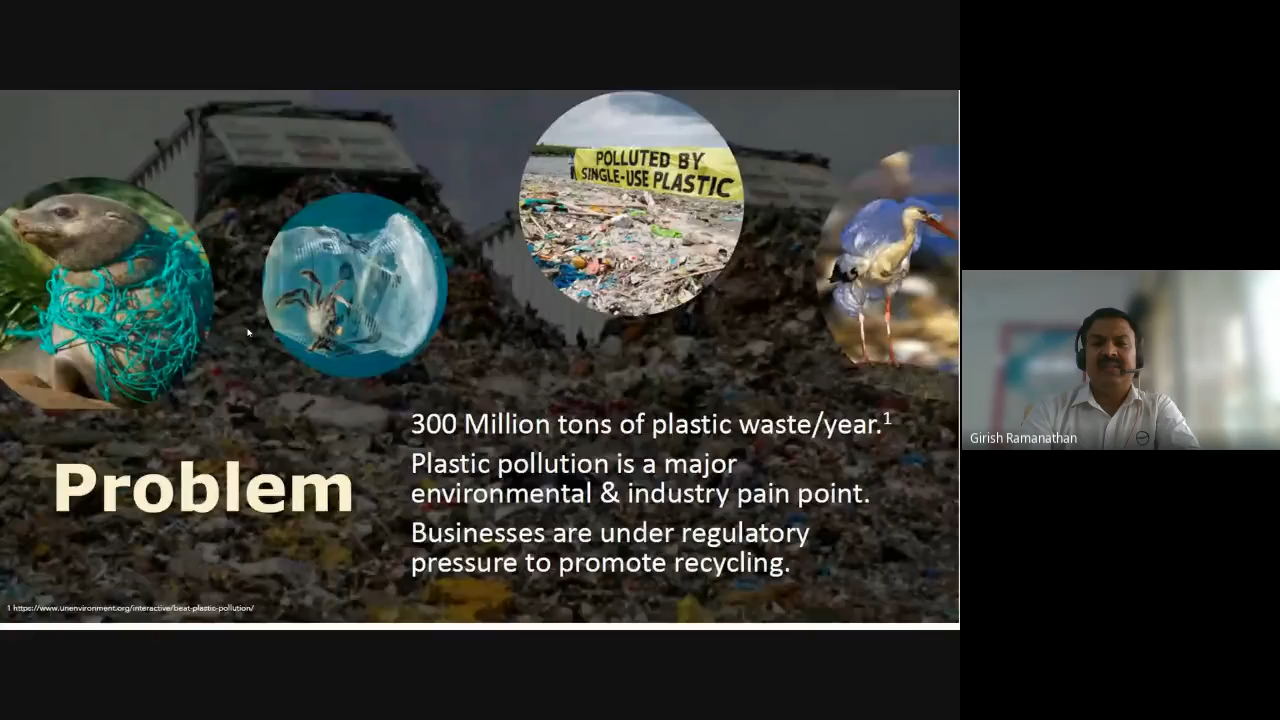 POLLUTED BY
SINGLE-USE PLASTIC
300 Million tons of plastic waste/year.¹
Plastic pollution is a major
environmental & industry pain point.
Businesses are under regulatory
pressure to promote recycling.
Problem
1 https://www.unenvironment.org/interactive/beat-plastic-pollution/
Girish Ramanathan